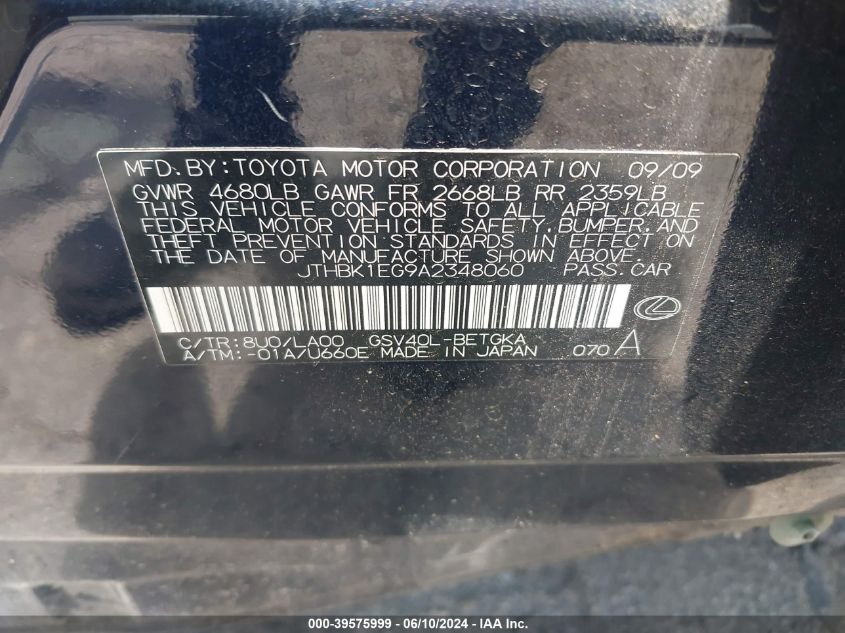 MFD.BY:TOYOTA MOTOR CORPORATION 09/09
GVWR 4680LB GAWR FR 2668LB RR 2359LB
THIS VEHICLE CONFORMS TO ALL APPLICABLE
FEDERAL MOTOR VEHICLE SAFETY,BUMPER,AND
THEFT PREVENTION STANDARDS IN EFFECT ON
THE DATE OF MANUFACTURE SHOWN ABOVE.
JTHBK1EG9A2348060 PASS.CAR
C/TR:8U0/LA00 GSV40L-BETGKA
A/TM:-01A/U660E MADE IN JAPAN 070 A
000-39575999 - 06/10/2024 - IAA Inc.